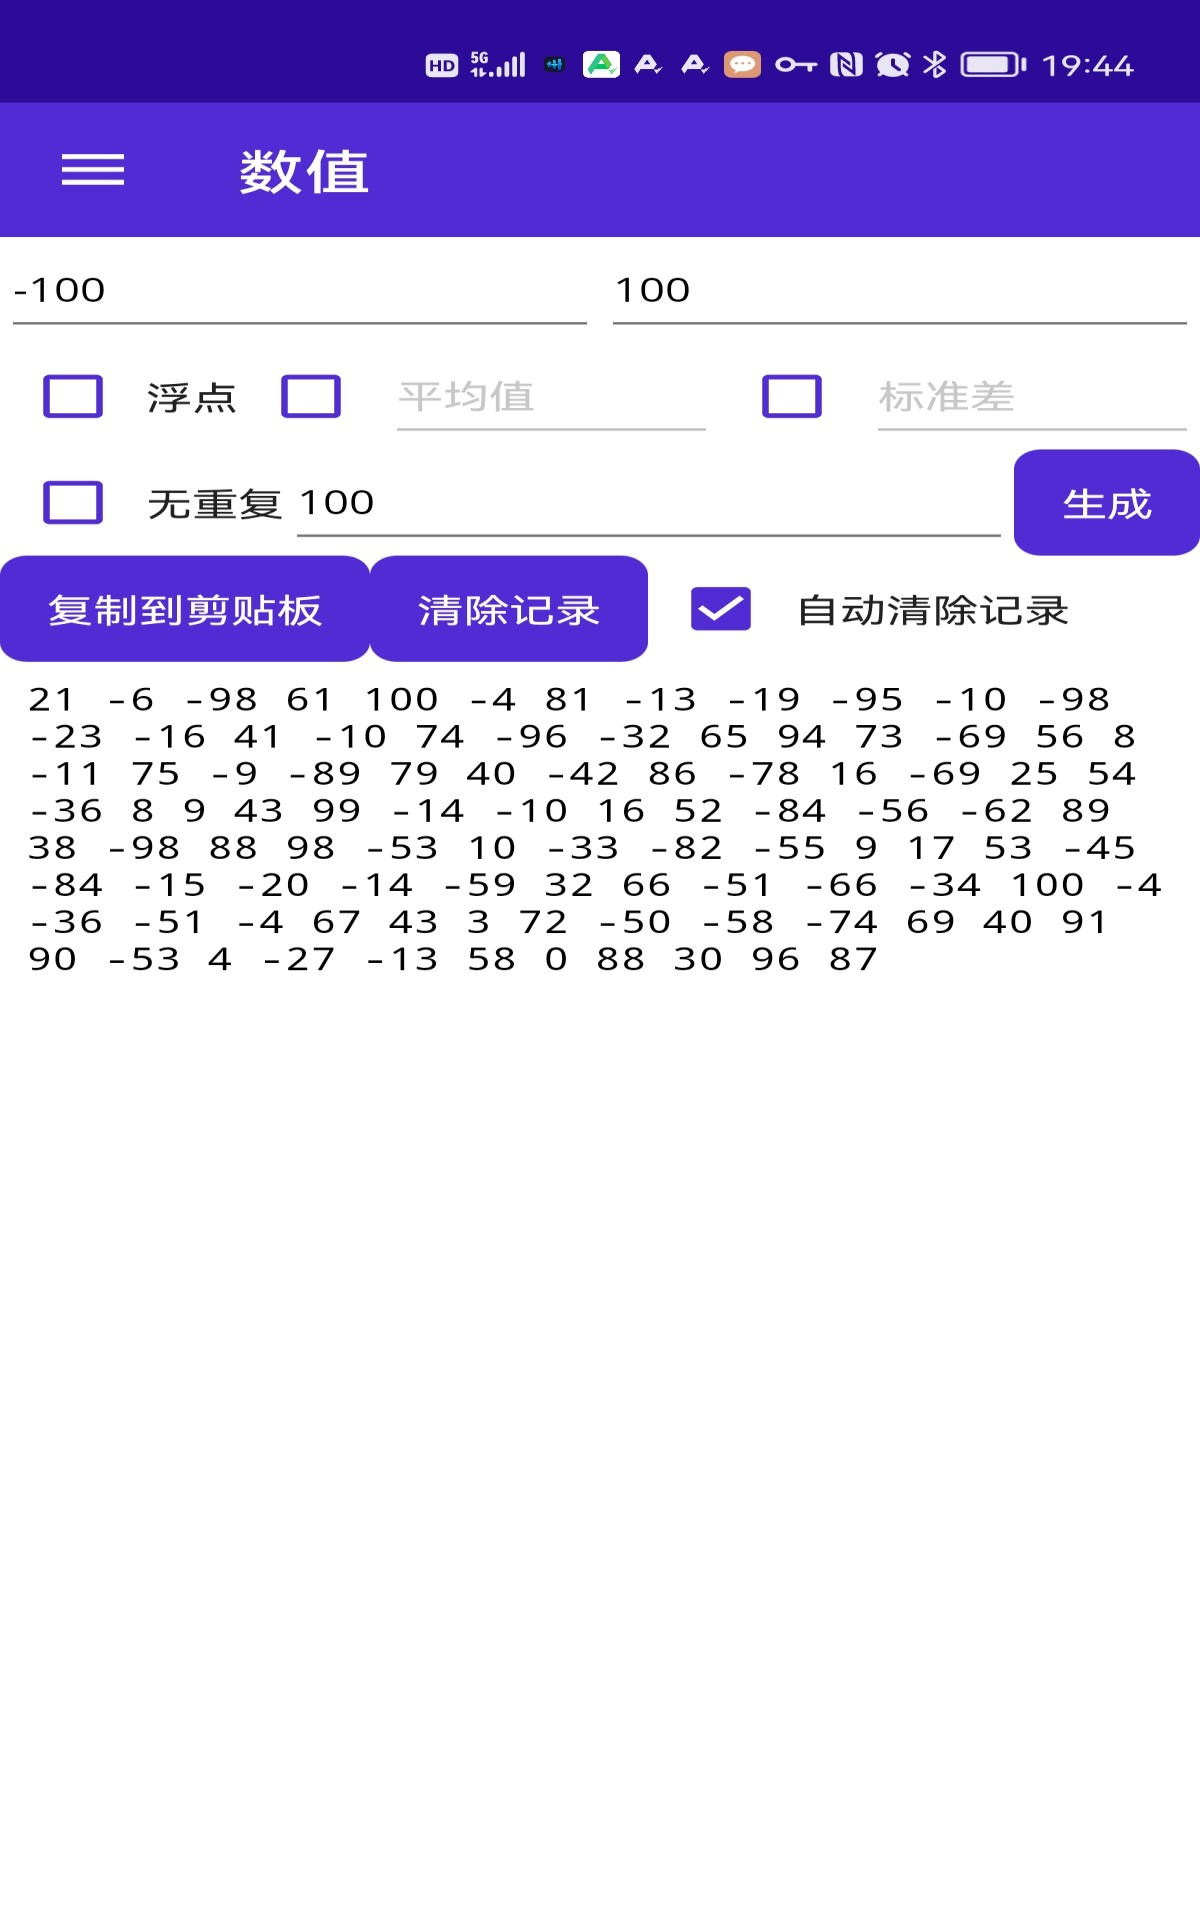 HD 5G 19:44
数值
-100 100
浮点 平均值 标准差
无重复 100 生成
复制到剪贴板 清除记录 自动清除记录
21 -6 -98 61 100 -4 81 -13 -19 -95 -10 -98
-23 -16 41 -10 74 -96 -32 65 94 73 -69 56 8
-11 75 -9 -89 79 40 -42 86 -78 16 -69 25 54
-36 8 9 43 99 -14 -10 16 52 -84 -56 -62 89
38 -98 88 98 -53 10 -33 -82 -55 9 17 53 -45
-84 -15 -20 -14 -59 32 66 -51 -66 -34 100 -4
-36 -51 -4 67 43 3 72 -50 -58 -74 69 40 91
90 -53 4 -27 -13 58 0 88 30 96 87